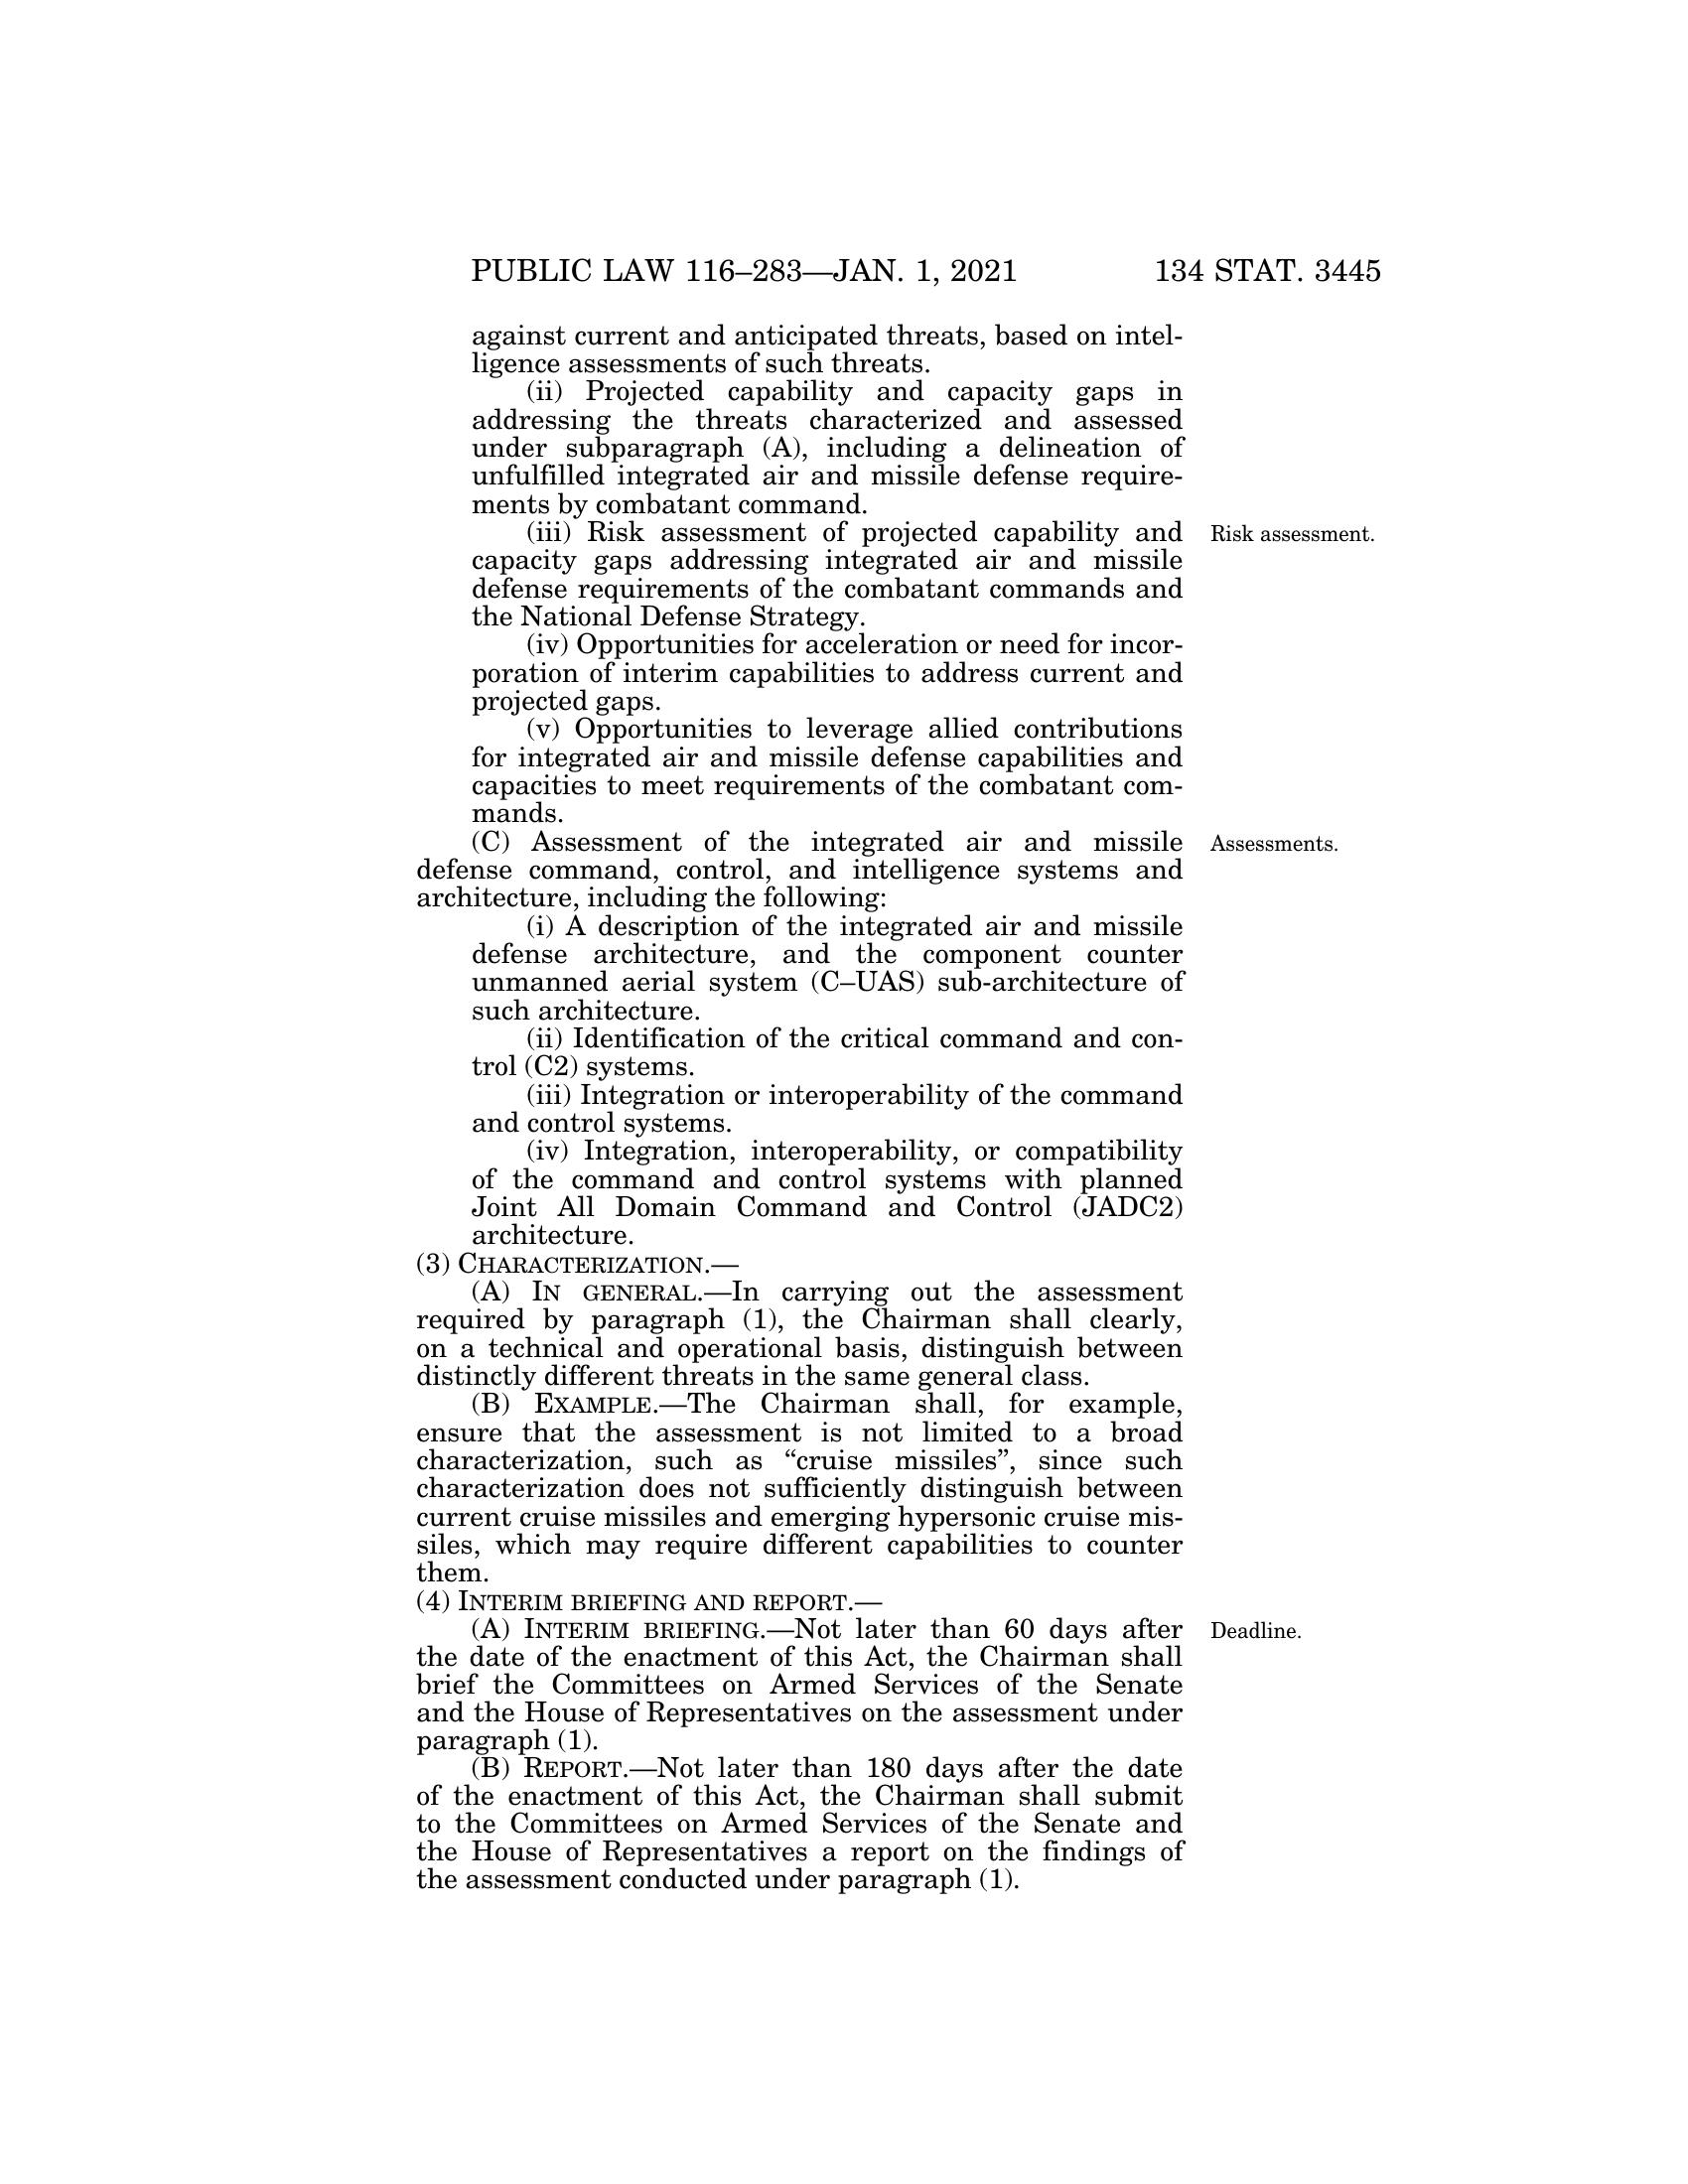 PUBLIC LAW 116–283—JAN. 1, 2021 134 STAT. 3445
against current and anticipated threats, based on intel-
ligence assessments of such threats.
(ii) Projected capability and capacity gaps in
addressing the threats characterized and assessed
under subparagraph (A), including a delineation of
unfulfilled integrated air and missile defense require-
ments by combatant command.
(iii) Risk assessment of projected capability and
Risk assessment.
capacity gaps addressing integrated air and missile
defense requirements of the combatant commands and
the National Defense Strategy.
(iv) Opportunities for acceleration or need for incor-
poration of interim capabilities to address current and
projected gaps.
(v) Opportunities to leverage allied contributions
for integrated air and missile defense capabilities and
capacities to meet requirements of the combatant com-
mands.
(C) Assessment of the integrated air and missile
Assessments.
defense command, control, and intelligence systems and
architecture, including the following:
(i) A description of the integrated air and missile
defense architecture, and the component counter
unmanned aerial system (C–UAS) sub-architecture of
such architecture.
(ii) Identification of the critical command and con-
trol (C2) systems.
(iii) Integration or interoperability of the command
and control systems.
(iv) Integration, interoperability, or compatibility
of the command and control systems with planned
Joint All Domain Command and Control (JADC2)
architecture.
(3) CHARACTERIZATION.—
(A) IN GENERAL.—In carrying out the assessment
required by paragraph (1), the Chairman shall clearly,
on a technical and operational basis, distinguish between
distinctly different threats in the same general class.
(B) EXAMPLE.—The Chairman shall, for example,
ensure that the assessment is not limited to a broad
characterization, such as “cruise missiles”, since such
characterization does not sufficiently distinguish between
current cruise missiles and emerging hypersonic cruise mis-
siles, which may require different capabilities to counter
them.
(4) INTERIM BRIEFING AND REPORT.—
(A) INTERIM BRIEFING.—Not later than 60 days after
Deadline.
the date of the enactment of this Act, the Chairman shall
brief the Committees on Armed Services of the Senate
and the House of Representatives on the assessment under
paragraph (1).
(B) REPORT.—Not later than 180 days after the date
of the enactment of this Act, the Chairman shall submit
to the Committees on Armed Services of the Senate and
the House of Representatives a report on the findings of
the assessment conducted under paragraph (1).